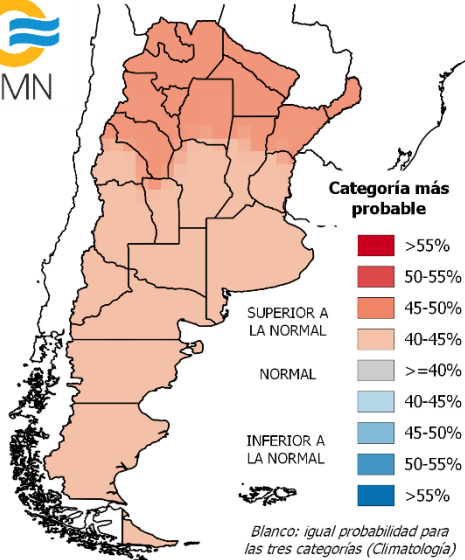 MN
Categoría más
probable
>55%
50-55%
45-50%
SUPERIOR A
LA NORMAL
40-45%
NORMAL
>=40%
40-45%
45-50%
INFERIOR A
LA NORMAL
50-55%
>55%
Blanco: igual probabilidad para
las tres categorías (Climatología)